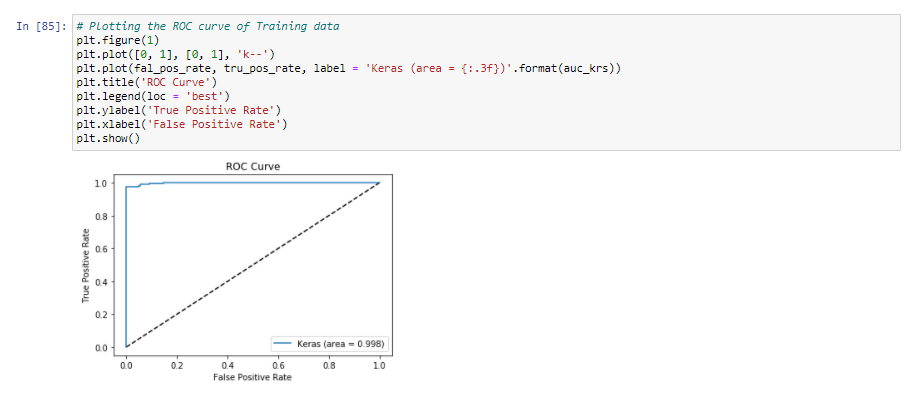 In [85]: # Plotting the ROC curve of Training data
plt.figure(1)
plt.plot([0, 1], [0, 1], 'k--')
plt.plot(fal_pos_rate, tru_pos_rate, label = 'Keras (area = {:.3f})'.format(auc_krs))
plt.title('ROC Curve')
plt.legend(loc = 'best')
plt.ylabel('True Positive Rate')
plt.xlabel('False Positive Rate')
plt.show()
ROC Curve
1.0
0.8
0.6
0.4
0.2
0.0
True Positive Rate
Keras (area = 0.998)
0.0 0.2 0.4 0.6 0.8 1.0
False Positive Rate